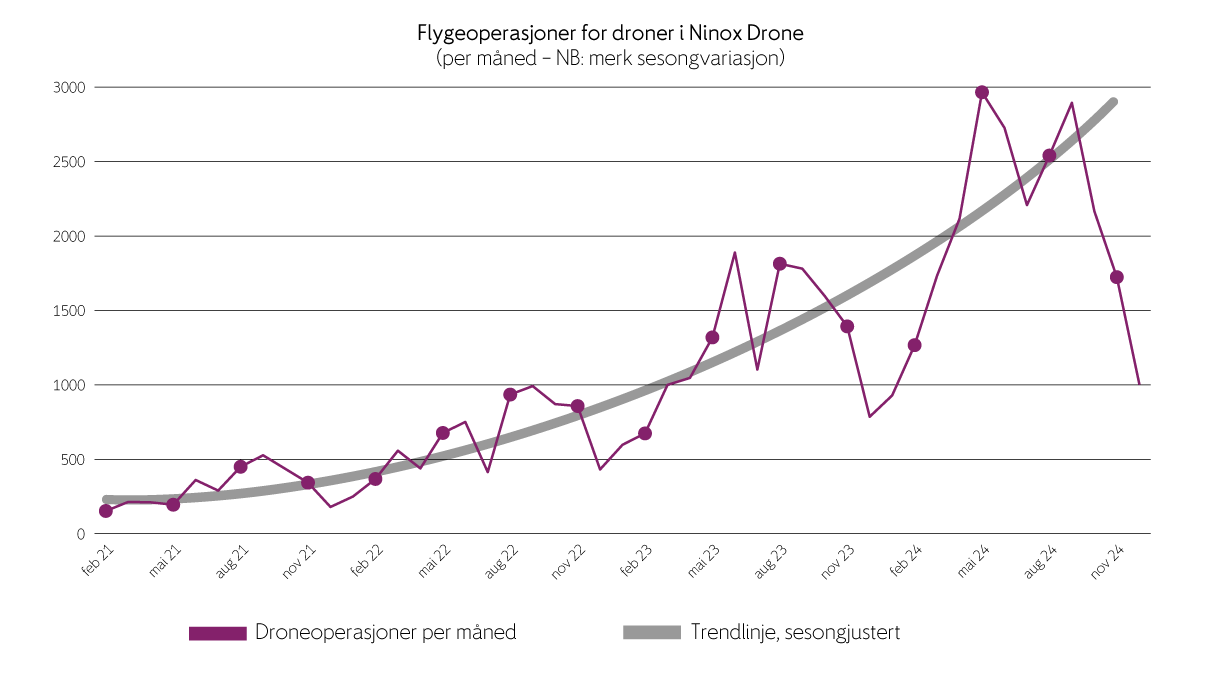 Flygeoperasjoner for droner i Ninox Drone
(per måned – NB: merk sesongvariasjon)
3000
2500
2000
1500
1000
500
0
feb 21
mai 21
aug 21
nov 21
feb 22
mai 22
aug 22
nov 22
feb 23
mai 23
aug 23
nov 23
feb 24
mai 24
aug 24
nov 24
Droneoperasjoner per måned
Trendlinje, sesongjustert